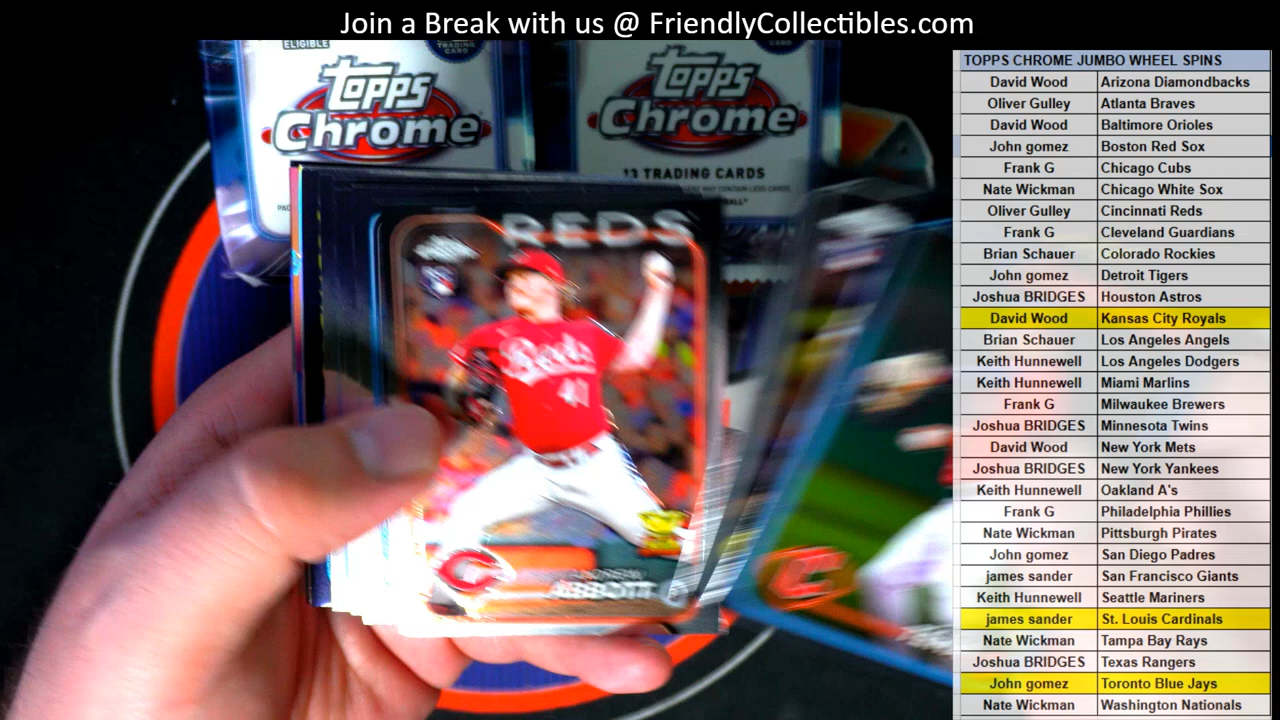 Join a Break with us @ FriendlyCollectibles.com
ELIGIBLE
TRADING CARD
Topps Chrome
Topps Chrome
13 TRADING CARDS
REDS
Reds
41
ABBOTT
C
C
TOPPS CHROME JUMBO WHEEL SPINS
David Wood Arizona Diamondbacks
Oliver Gulley Atlanta Braves
David Wood Baltimore Orioles
John gomez Boston Red Sox
Frank G Chicago Cubs
Nate Wickman Chicago White Sox
Oliver Gulley Cincinnati Reds
Frank G Cleveland Guardians
Brian Schauer Colorado Rockies
John gomez Detroit Tigers
Joshua BRIDGES Houston Astros
David Wood Kansas City Royals
Brian Schauer Los Angeles Angels
Keith Hunnewell Los Angeles Dodgers
Keith Hunnewell Miami Marlins
Frank G Milwaukee Brewers
Joshua BRIDGES Minnesota Twins
David Wood New York Mets
Joshua BRIDGES New York Yankees
Keith Hunnewell Oakland A's
Frank G Philadelphia Phillies
Nate Wickman Pittsburgh Pirates
John gomez San Diego Padres
james sander San Francisco Giants
Keith Hunnewell Seattle Mariners
james sander St. Louis Cardinals
Nate Wickman Tampa Bay Rays
Joshua BRIDGES Texas Rangers
John gomez Toronto Blue Jays
Nate Wickman Washington Nationals